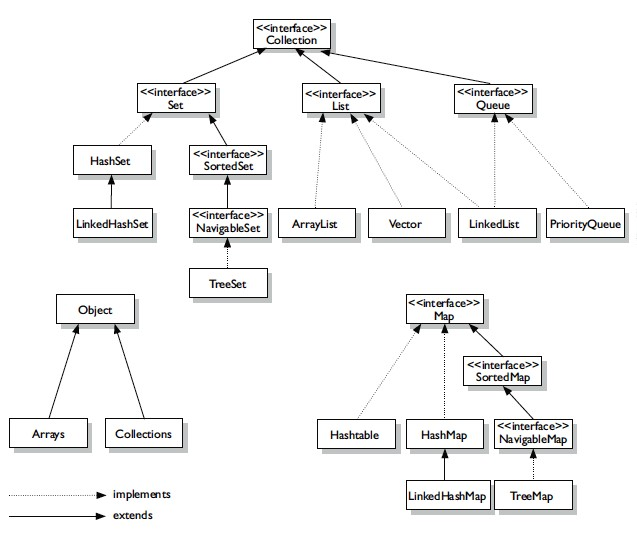 <<interface>>
Collection
<<interface>>
Set
<<interface>>
List
<<interface>>
Queue
HashSet
<<interface>>
SortedSet
LinkedHashSet
<<interface>>
NavigableSet
ArrayList
Vector
LinkedList
PriorityQueue
TreeSet
Object
<<interface>>
Map
<<interface>>
SortedMap
Arrays
Collections
Hashtable
HashMap
<<interface>>
NavigableMap
LinkedHashMap
TreeMap
implements
extends